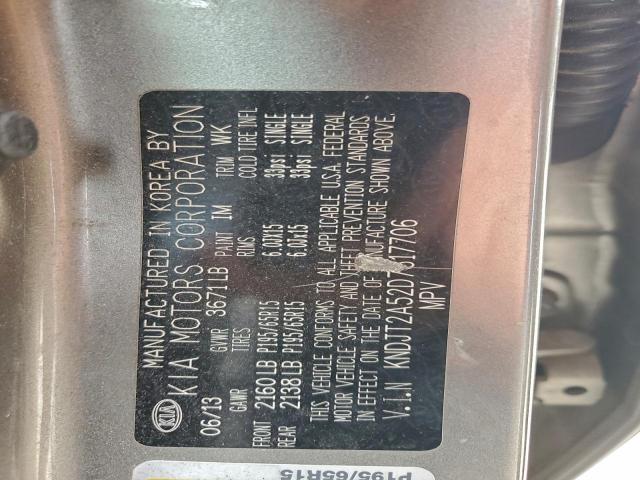 MANUFACTURED IN KOREA BY
KIA MOTORS CORPORATION
KIA
06/13 GVWR 3671LB PAINT IM TRIM WK
GAWR TIRES RIMS COLD TIRE INFL
FRONT 2160 LB P195/65R15 6.0Jx15 33psi SINGLE
REAR 2138 LB P195/65R15 6.0Jx15 33psi SINGLE
THIS VEHICLE CONFORMS TO ALL APPLICABLE U.S.A. FEDERAL
MOTOR VEHICLE SAFETY AND THEFT PREVENTION STANDARDS
IN EFFECT ON THE DATE OF MANUFACTURE SHOWN ABOVE.
V.I.N KNDJT2A52D7617706
MPV
P195/65R15